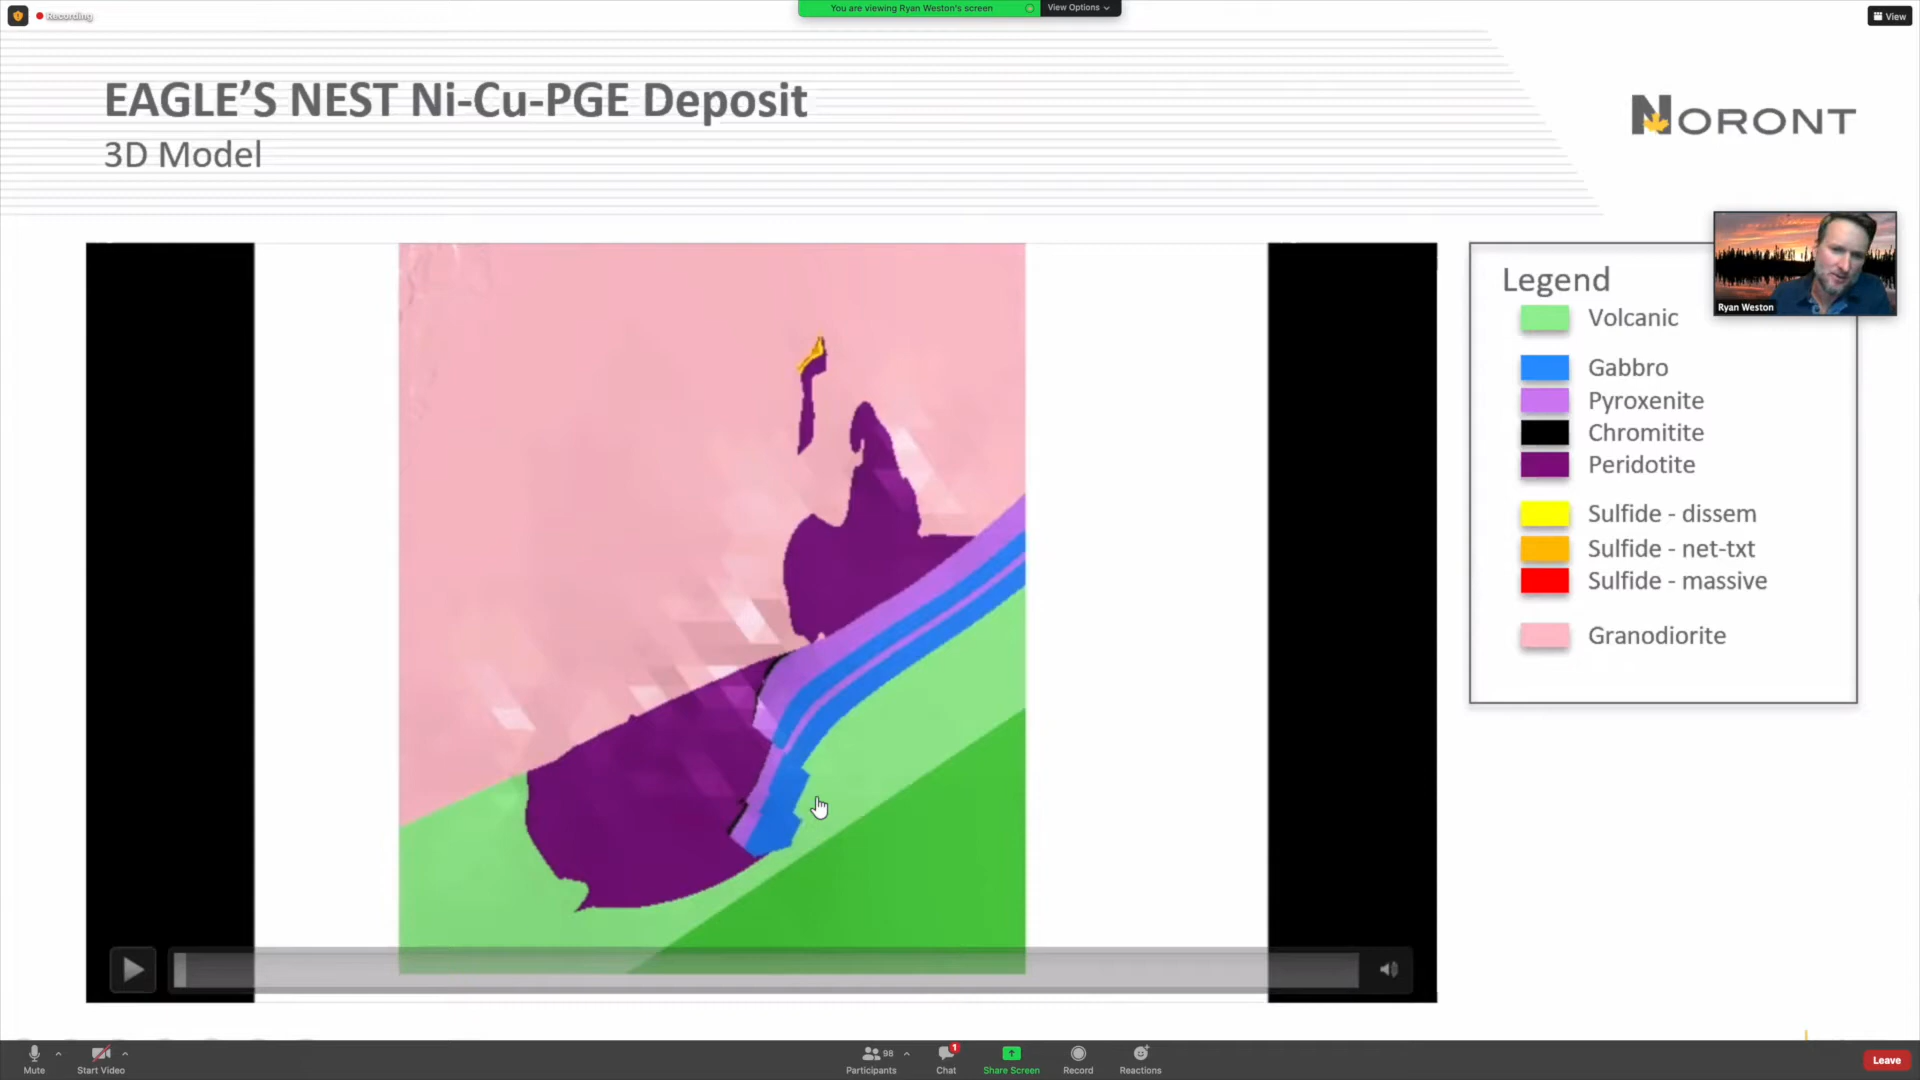 Recording
You are viewing Ryan Weston's screen
View Options
View
EAGLE'S NEST Ni-Cu-PGE Deposit
3D Model
NORONT
Ryan Weston
Legend
Volcanic
Gabbro
Pyroxenite
Chromitite
Peridotite
Sulfide - dissem
Sulfide - net-txt
Sulfide - massive
Granodiorite
Mute
Start Video
98
Participants
1
Chat
Share Screen
Record
Reactions
Leave